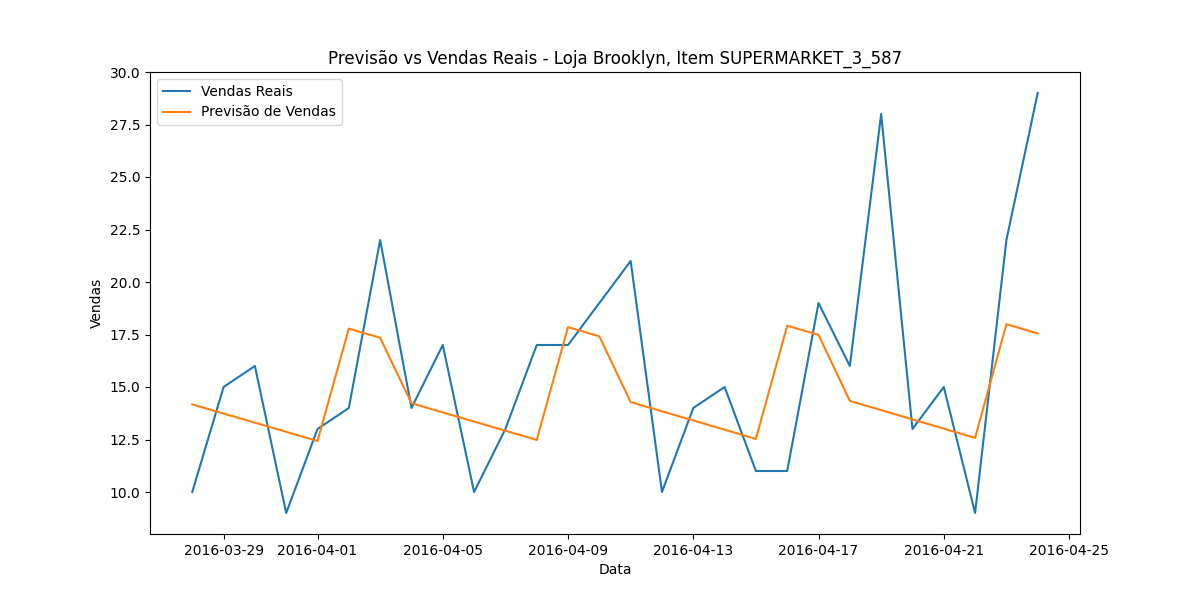 Previsão vs Vendas Reais - Loja Brooklyn, Item SUPERMARKET_3_587
Vendas Reais
Previsão de Vendas
30.0
27.5
25.0
22.5
20.0
17.5
15.0
12.5
10.0
Vendas
2016-03-29 2016-04-01 2016-04-05 2016-04-09 2016-04-13 2016-04-17 2016-04-21 2016-04-25
Data